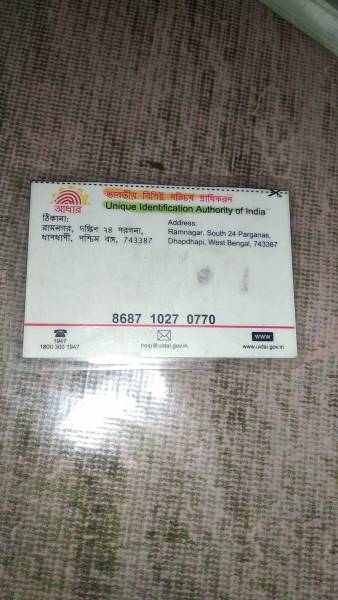 আধার
ভারতীয় বিশিষ্ট পরিচয় প্রাধিকরণ
Unique Identification Authority of India
ঠিকানা:
রামনগর, দক্ষিণ ২৪ পরগনা,
ধাপধাপী, পশ্চিম বঙ্গ, 743387
Address:
Ramnagar, South 24 Parganas,
Dhapdhapi, West Bengal, 743387
8687 1027 0770
1947
1800 300 1947
help@uidai.gov.in
WWW
www.uidai.gov.in